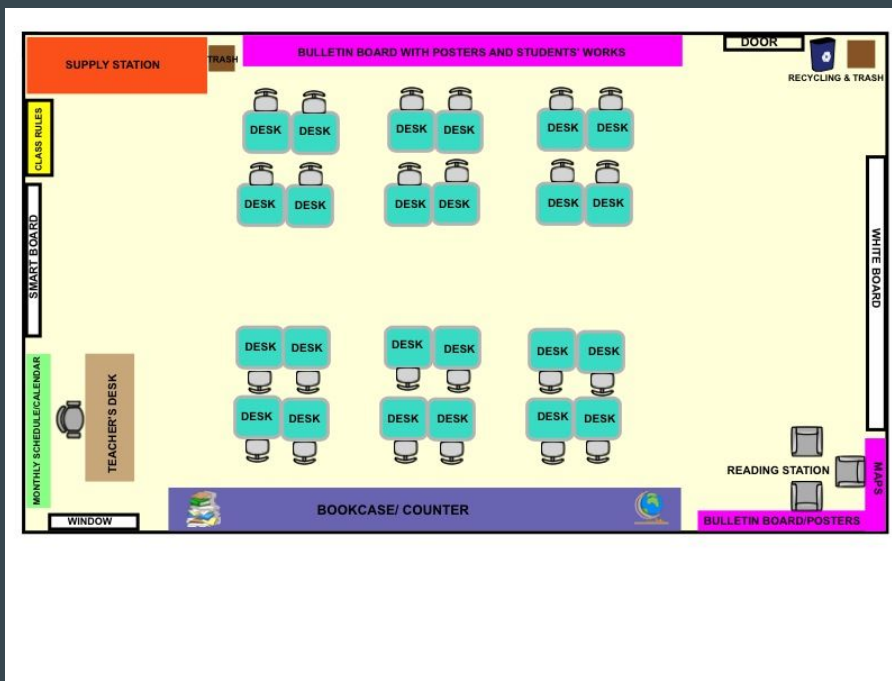 DOOR
SUPPLY STATION
TRASH
BULLETIN BOARD WITH POSTERS AND STUDENTS' WORKS
RECYCLING & TRASH
CLASS RULES
DESK DESK
DESK DESK
DESK DESK
DESK DESK
DESK DESK
DESK DESK
SMART BOARD
WHITE BOARD
DESK DESK
DESK DESK
DESK DESK
DESK DESK
DESK DESK
DESK DESK
MONTHLY SCHEDULE/CALENDAR
TEACHER'S DESK
READING STATION
MAPS
BOOKCASE/ COUNTER
WINDOW
BULLETIN BOARD/POSTERS